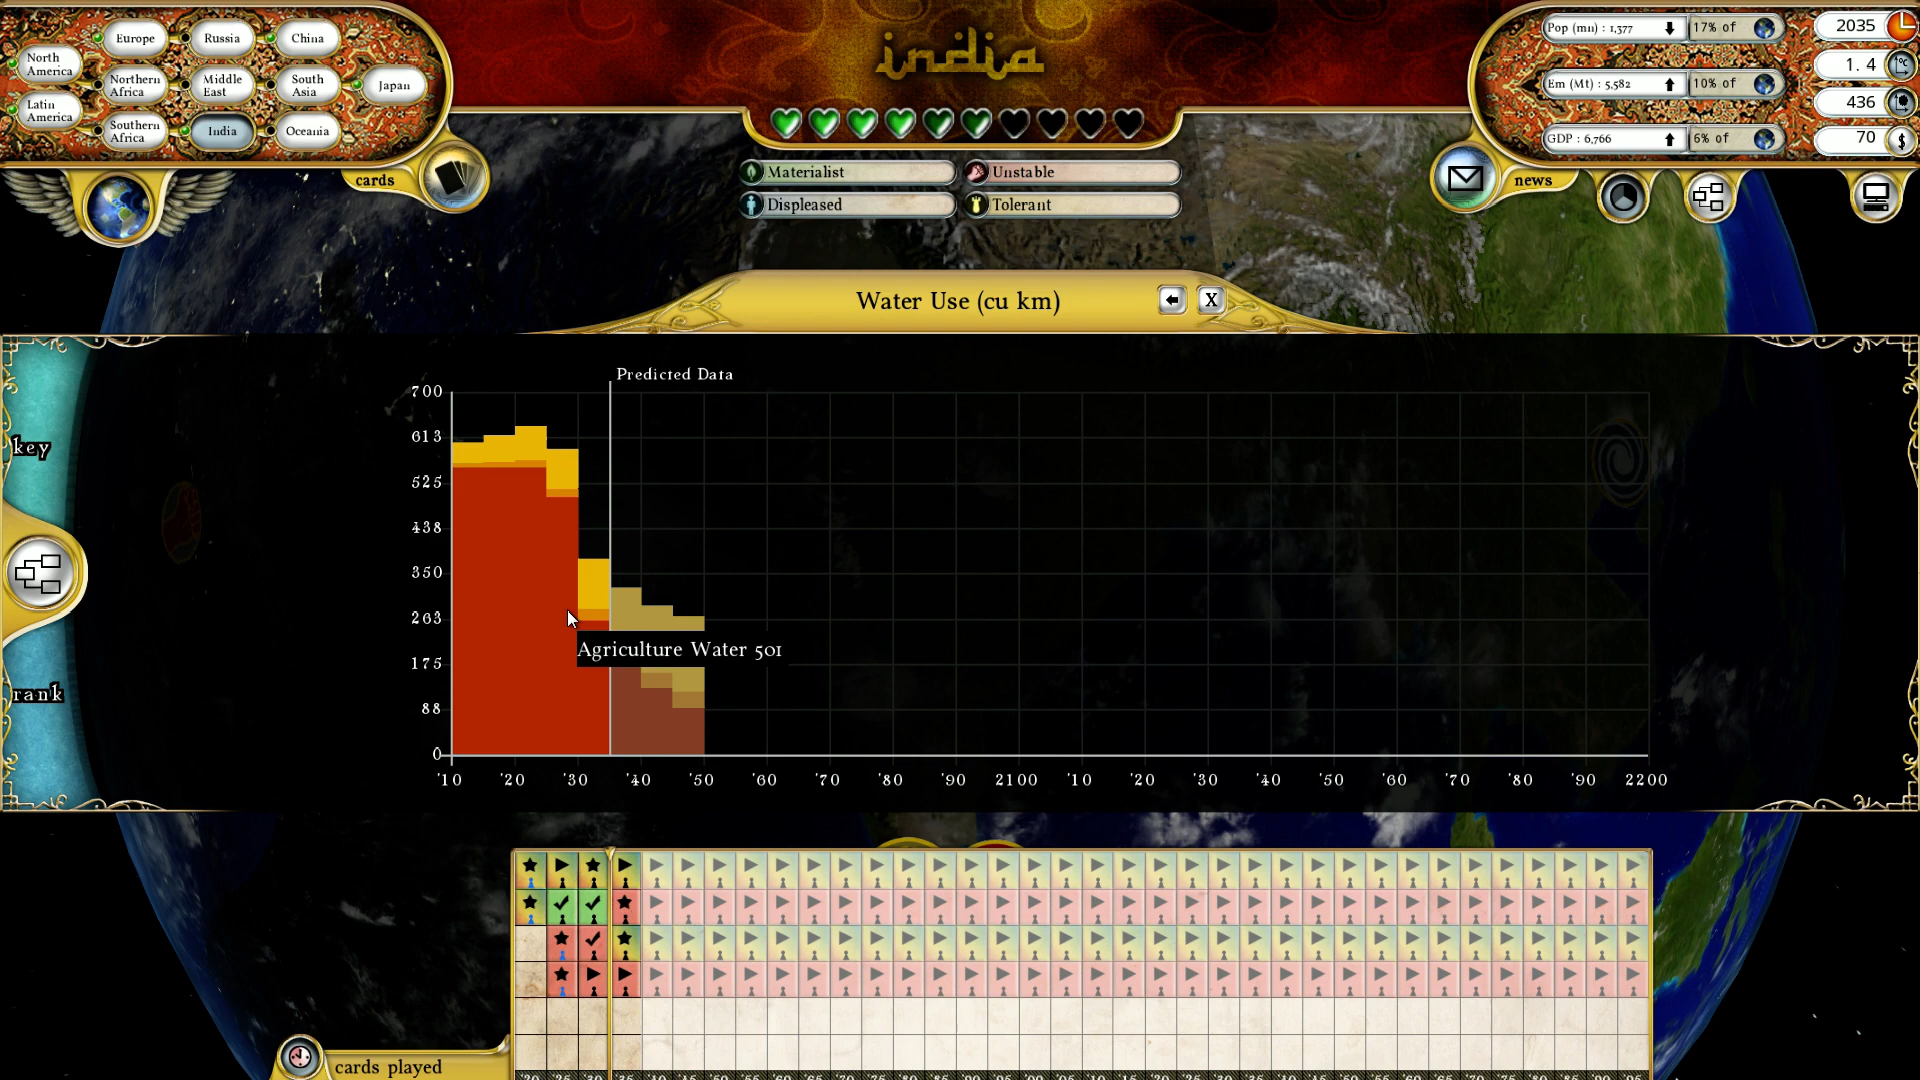 Europe
Russia
China
North
America
Northern
Africa
Middle
East
South
Asia
Japan
Latin
America
Southern
Africa
India
Oceania
cards
india
Materialist
Unstable
Displeased
Tolerant
Pop (mn) : 1,377
17% of
2035
Em (Mt) : 5,582
10% of
1. 4
°C
436
GDP : 6,766
6% of
70
$
news
Water Use (cu km)
X
Predicted Data
700
613
525
438
350
263
175
88
0
key
rank
Agriculture Water 501
'10 '20 '30 '40 '50 '60 '70 '80 '90 2100 '10 '20 '30 '40 '50 '60 '70 '80 '90 2200
cards played